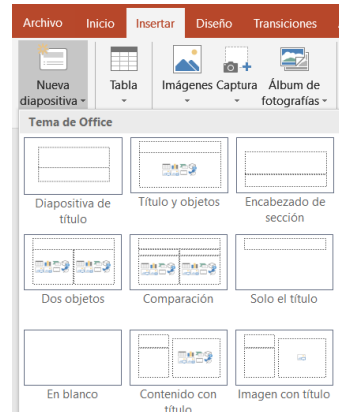 Archivo Inicio Insertar Diseño Transiciones
Nueva diapositiva
Tabla
Imágenes
Captura
Álbum de fotografías
Tema de Office
Diapositiva de título
Título y objetos
Encabezado de sección
Dos objetos
Comparación
Solo el título
En blanco
Contenido con título
Imagen con título